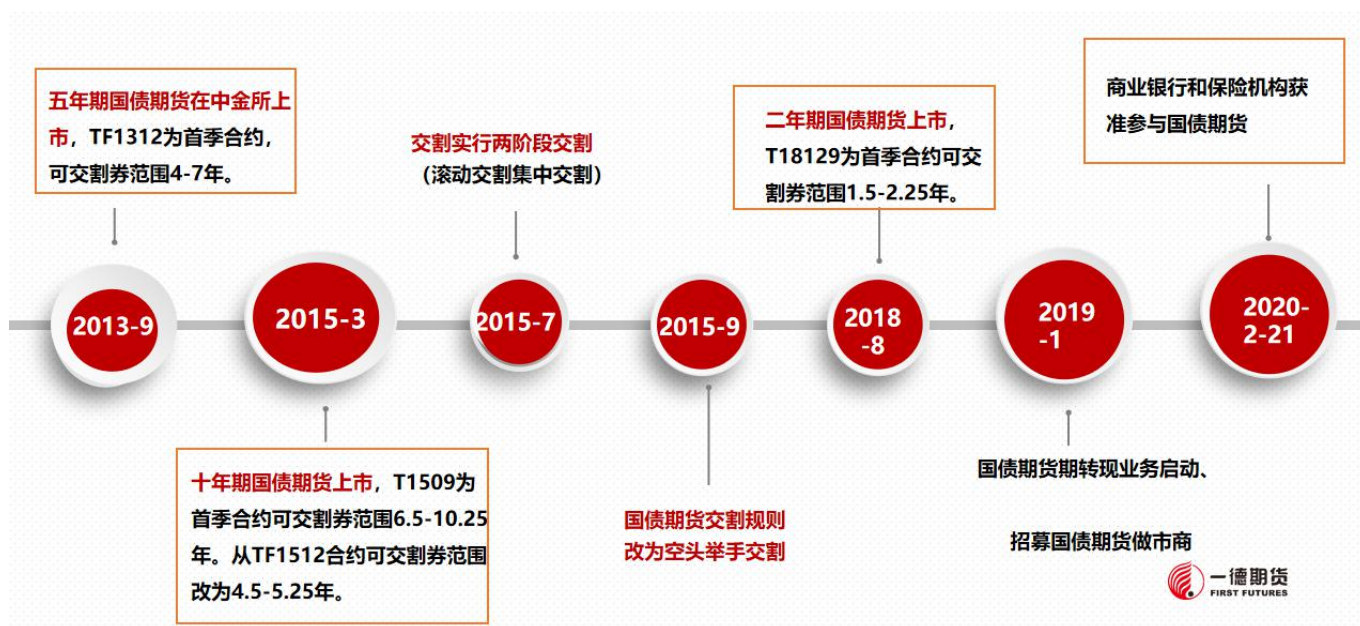 五年期国债期货在中金所上
市，TF1312为首季合约，
可交割券范围4-7年。
2013-9
2015-3
十年期国债期货上市，T1509为
首季合约可交割券范围6.5-10.25
年。从TF1512合约可交割券范围
改为4.5-5.25年。
交割实行两阶段交割
（滚动交割集中交割）
2015-7
2015-9
国债期货交割规则
改为空头举手交割
二年期国债期货上市，
T18129为首季合约可交
割券范围1.5-2.25年。
2018
-8
2019
-1
国债期货期转现业务启动、
招募国债期货做市商
商业银行和保险机构获
准参与国债期货
2020-
2-21
一德期货
FIRST FUTURES